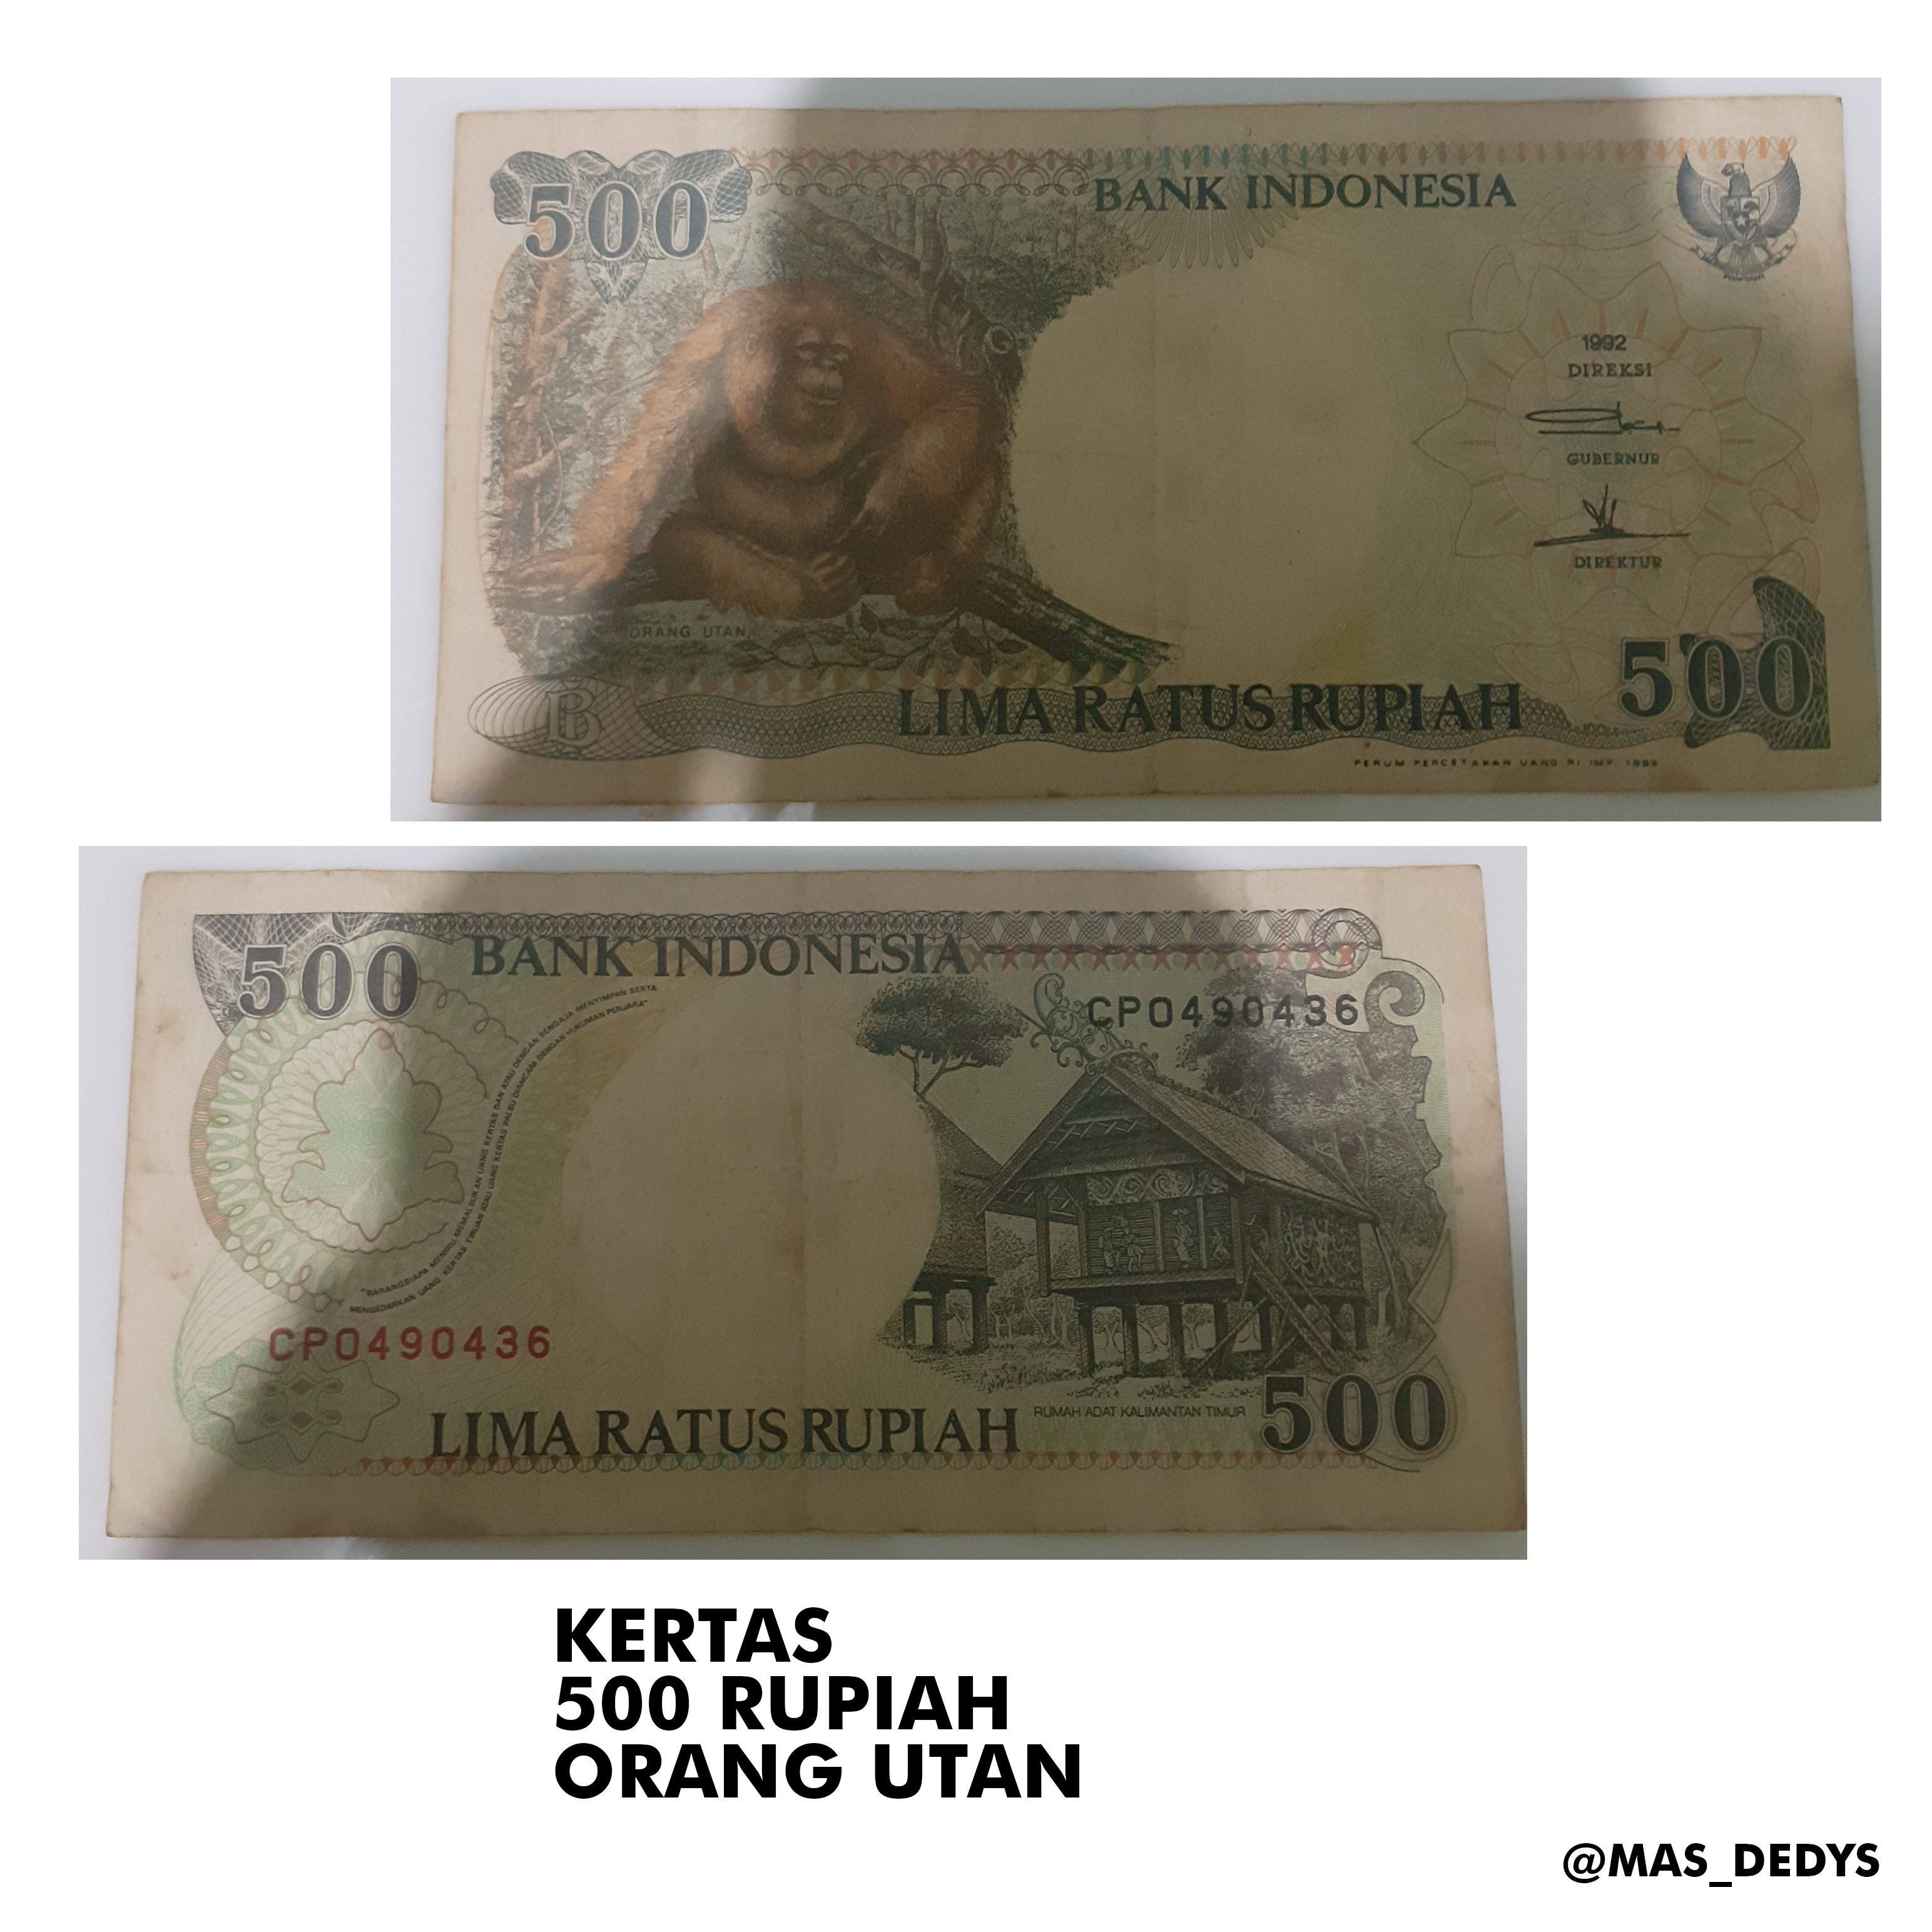 500
BANK INDONESIA
1992
DIREKSI
GUBERNUR
DIREKTUR
ORANG UTAN
B
LIMA RATUS RUPIAH
500
PERUM PERCETAKAN UANG RI IMP. 1999
500
BANK INDONESIA
CPO490436
"BARANGSIAPA MENIRU, MEMALSUKAN UANG KERTAS DAN ATAU DENGAN SENGAJA MENYIMPAN SERTA
MENGEDARKAN UANG KERTAS TIRUAN ATAU UANG KERTAS PALSU DIANCAM DENGAN HUKUMAN PENJARA"
CPO490436
LIMA RATUS RUPIAH
RUMAH ADAT KALIMANTAN TIMUR
500
KERTAS
500 RUPIAH
ORANG UTAN
@MAS_DEDYS